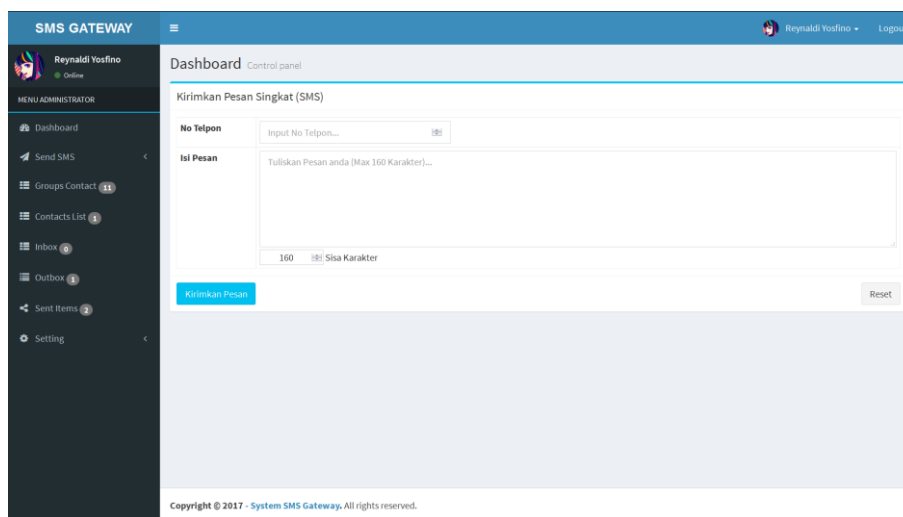 SMS GATEWAY
Reynaldi Yosfino
Logou
Reynaldi Yosfino
Online
MENU ADMINISTRATOR
Dashboard
Send SMS
Groups Contact 11
Contacts List 1
Inbox 0
Outbox 1
Sent Items 2
Setting
Dashboard Control panel
Kirimkan Pesan Singkat (SMS)
No Telpon
Input No Telpon...
Isi Pesan
Tuliskan Pesan anda (Max 160 Karakter)...
160 Sisa Karakter
Kirimkan Pesan
Reset
Copyright © 2017 - System SMS Gateway. All rights reserved.